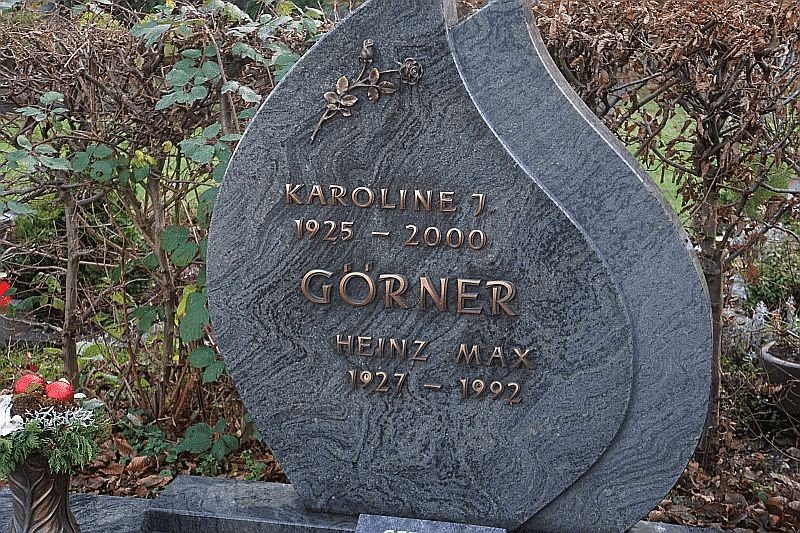 KAROLINE J.
1925 – 2000
GÖRNER
HEINZ MAX
1927 – 1992